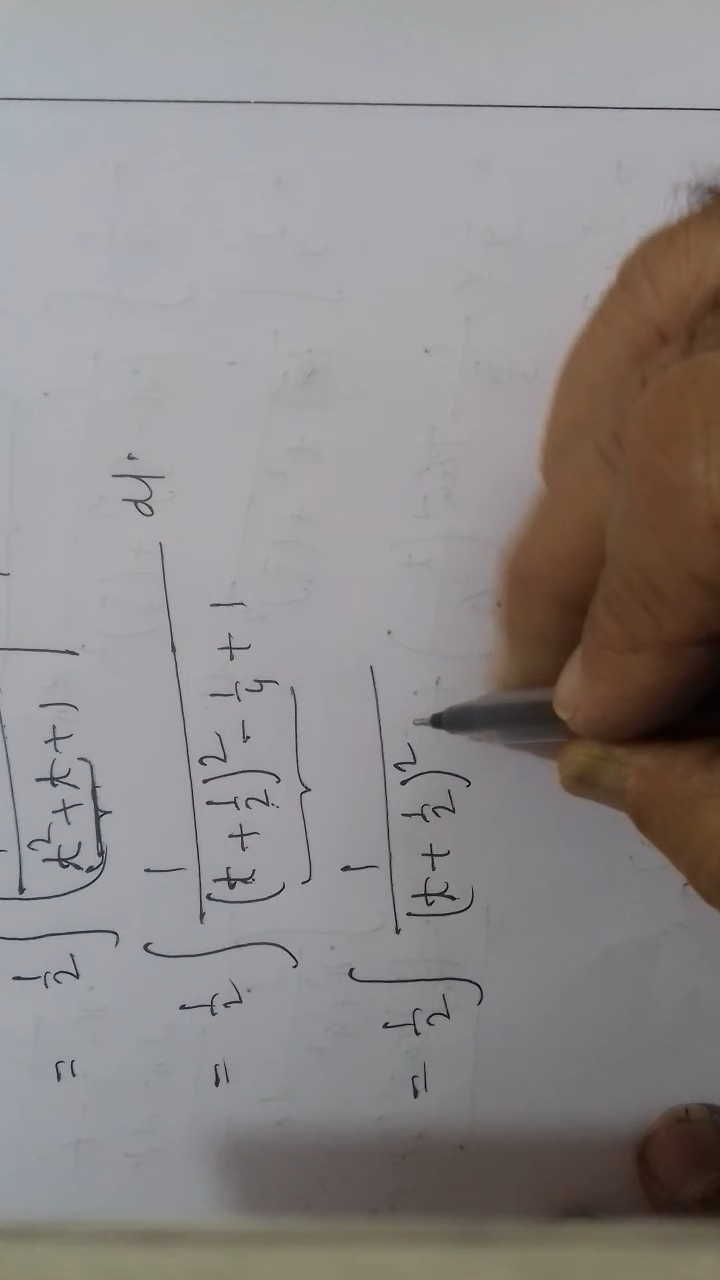 = 1/2 ∫ 1/(t² + t + 1)
= 1/2 ∫ 1/((t + 1/2)² - 1/4 + 1) dt.
= 1/2 ∫ 1/(t + 1/2)²